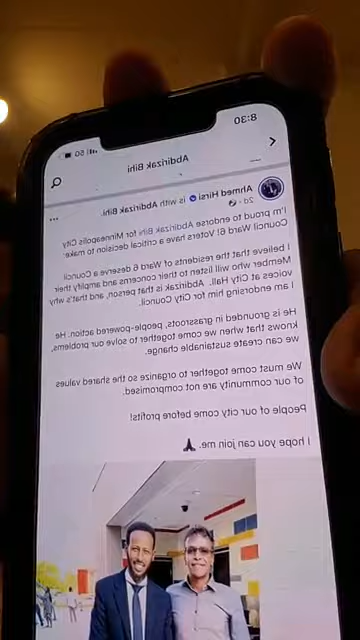 8:30
5G
Abdirizak Bihi
Ahmed Hirsi is with Abdirizak Bihi.
2d
I'm proud to endorse Abdirizak Bihi for Minneapolis City
Council Ward 6! Voters have a critical decision to make.
I believe that the residents of Ward 6 deserve a Council
Member who will listen to their concerns and amplify their
voices at City Hall. Abdirizak is that person, and that's why
I am endorsing him for City Council.
He is grounded in grassroots, people-powered action. He
knows that when we come together to solve our problems,
we can create sustainable change.
We must come together to organize so the shared values
of our community are not compromised.
People of our city come before profits!
I hope you can join me. 🙏